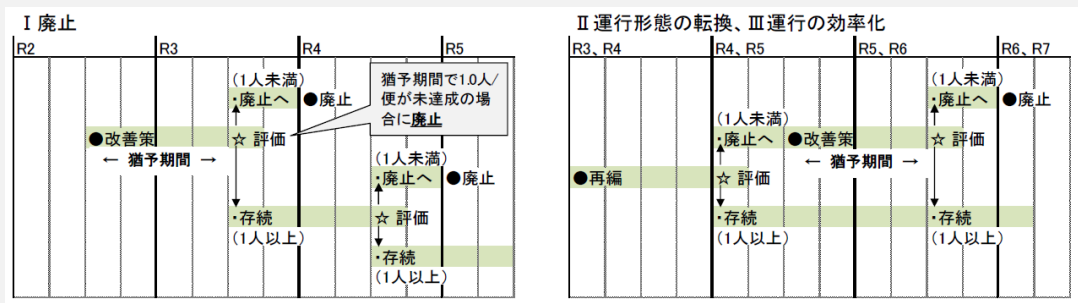 Ⅰ廃止
R2 R3 R4 R5
(1人未満)
・廃止へ ●廃止
猶予期間で1.0人/
便が未達成の場
合に廃止
●改善策 ☆ 評価
← 猶予期間 →
(1人未満)
・廃止へ ●廃止
・存続 ☆ 評価
(1人以上)
・存続
(1人以上)
Ⅱ運行形態の転換、Ⅲ運行の効率化
R3、R4 R4、R5 R5、R6 R6、R7
(1人未満)
・廃止へ ●廃止
(1人未満)
・廃止へ ●改善策 ☆ 評価
← 猶予期間 →
●再編 ☆ 評価
・存続 ・存続
(1人以上) (1人以上)